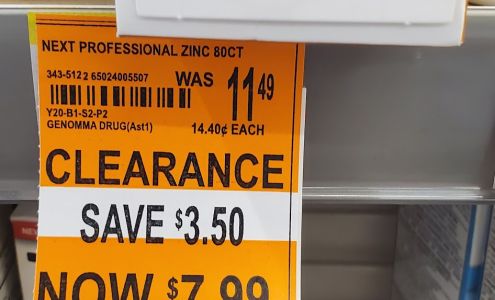 NEXT PROFESSIONAL ZINC 80CT
343-512 2 65024005507
WAS 11 49
Y20-B1-S2-P2
GENOMMA DRUG(Ast1)
14.40¢ EACH
CLEARANCE
SAVE $3.50
NOW $7.99
NE